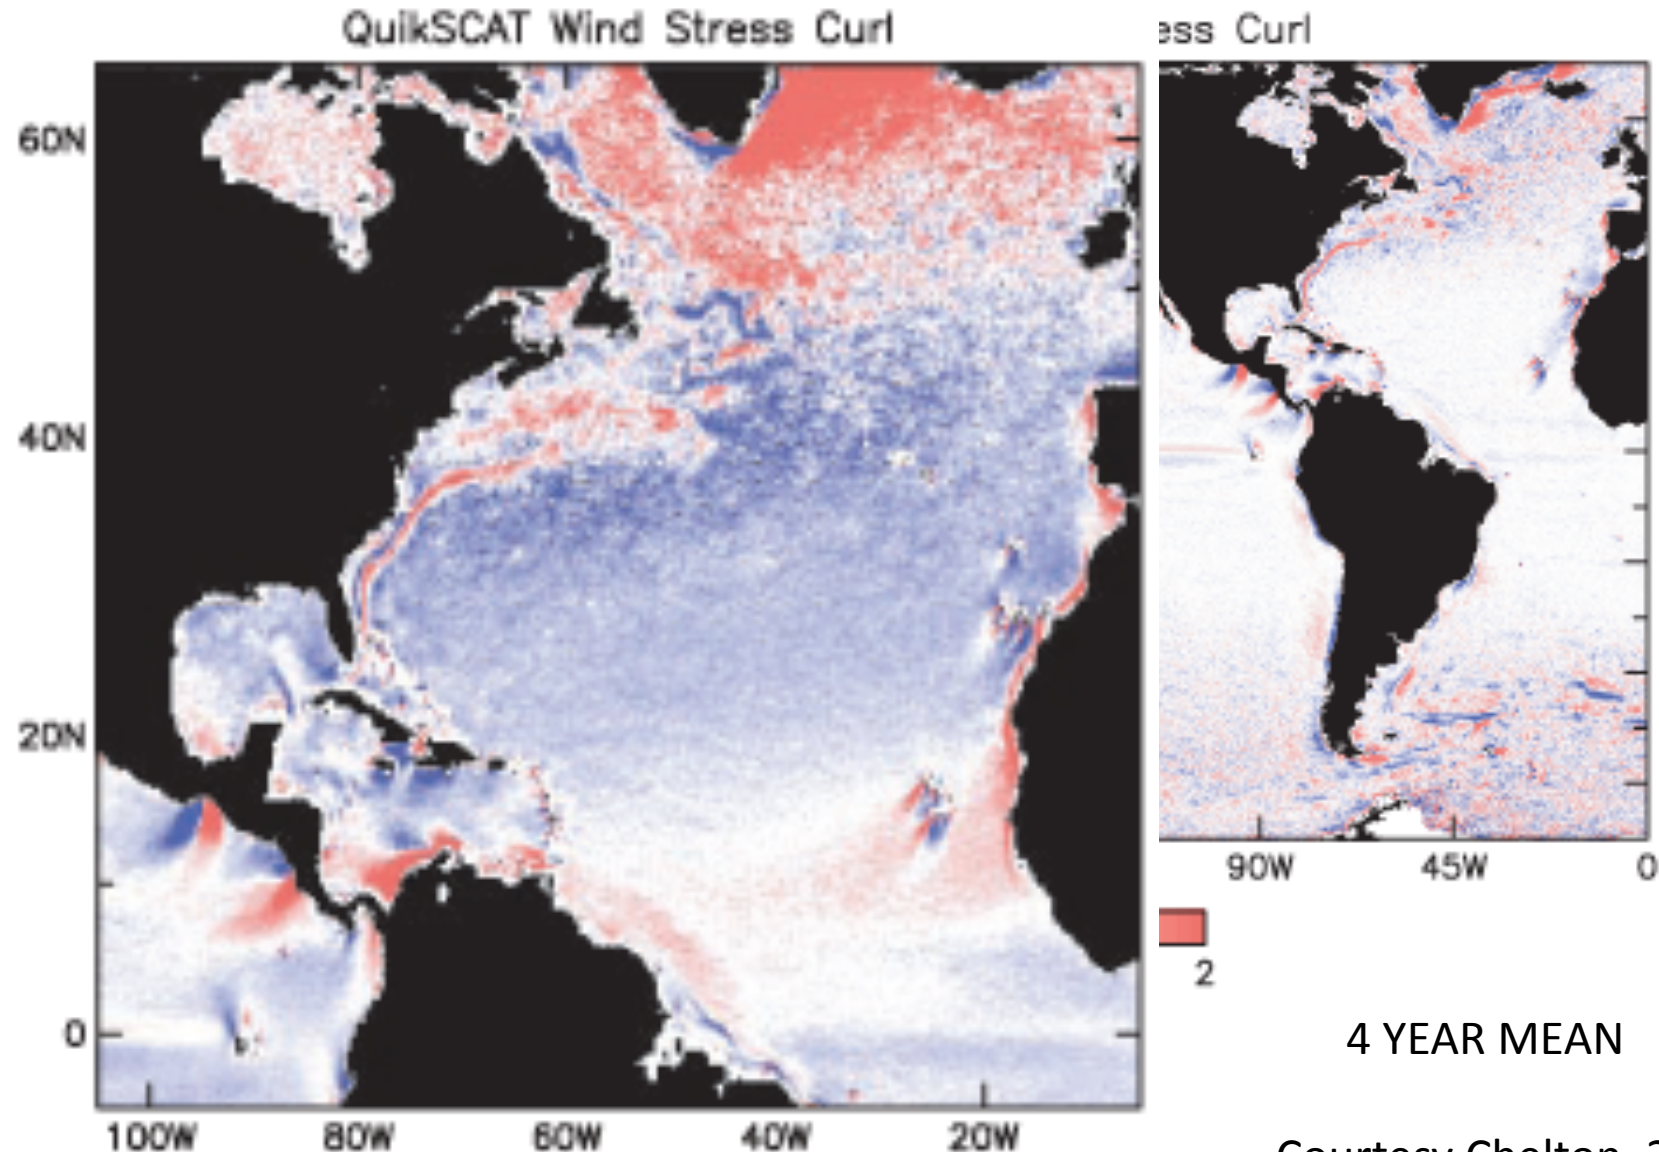 QuikSCAT Wind Stress Curl
ess Curl
60N
40N
20N
0
100W 80W 60W 40W 20W
90W 45W 0
2
4 YEAR MEAN
Courtesy Chelton,